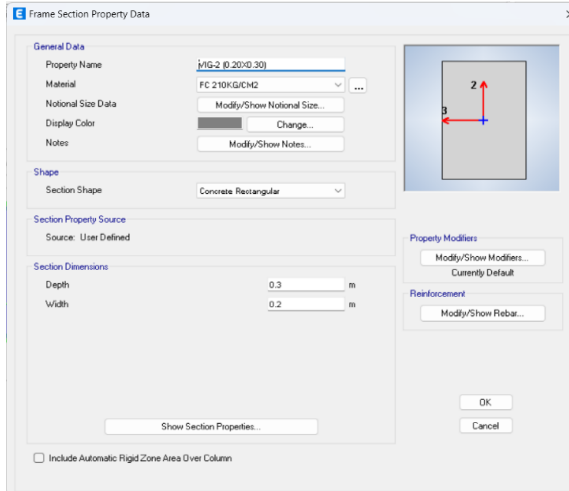 E Frame Section Property Data
General Data
Property Name VIG-2 (0.20X0.30)
Material FC 210KG/CM2 ...
Notional Size Data Modify/Show Notional Size...
Display Color Change...
Notes Modify/Show Notes...
Shape
Section Shape Concrete Rectangular
Section Property Source
Source: User Defined
Section Dimensions
Depth 0.3 m
Width 0.2 m
Show Section Properties...
Include Automatic Rigid Zone Area Over Column
2
3
Property Modifiers
Modify/Show Modifiers...
Currently Default
Reinforcement
Modify/Show Rebar...
OK
Cancel